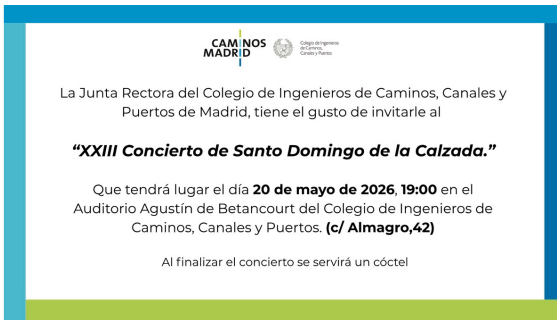 CAMINOS
MADRID
Colegio de Ingenieros
de Caminos,
Canales y Puertos
La Junta Rectora del Colegio de Ingenieros de Caminos, Canales y
Puertos de Madrid, tiene el gusto de invitarle al
“XXIII Concierto de Santo Domingo de la Calzada.”
Que tendrá lugar el día 20 de mayo de 2026, 19:00 en el
Auditorio Agustín de Betancourt del Colegio de Ingenieros de
Caminos, Canales y Puertos. (c/ Almagro,42)
Al finalizar el concierto se servirá un cóctel